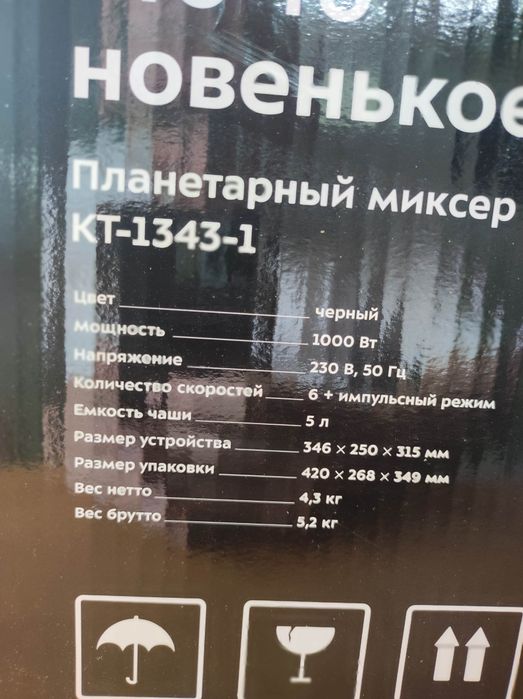 новенькое
Планетарный миксер
КТ-1343-1
Цвет черный
Мощность 1000 Вт
Напряжение 230 В, 50 Гц
Количество скоростей 6 + импульсный режим
Емкость чаши 5 л
Размер устройства 346 × 250 × 315 мм
Размер упаковки 420 × 268 × 349 мм
Вес нетто 4,3 кг
Вес брутто 5,2 кг